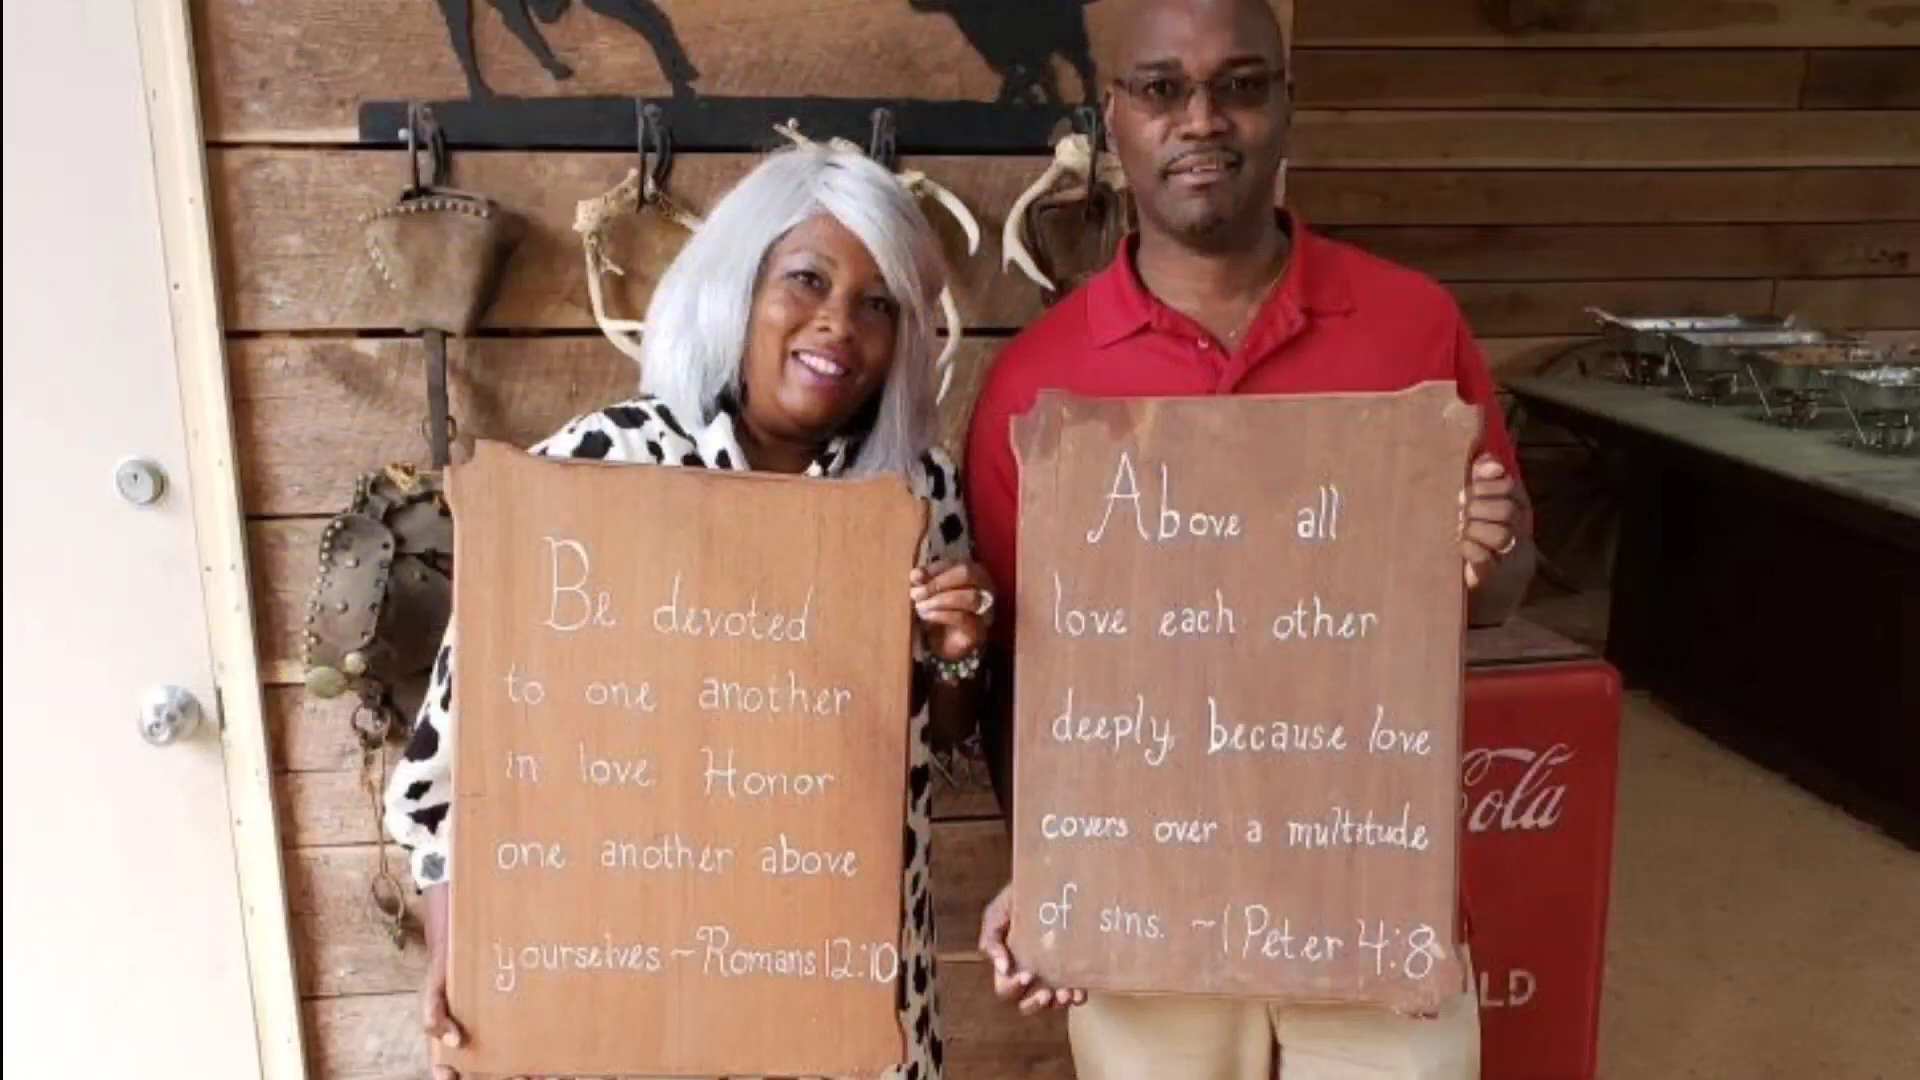 Be devoted
to one another
in love Honor
one another above
yourselves ~Romans 12:10
Above all
love each other
deeply, because love
covers over a multitude
of sins. ~1 Peter 4:8
Cola
LD